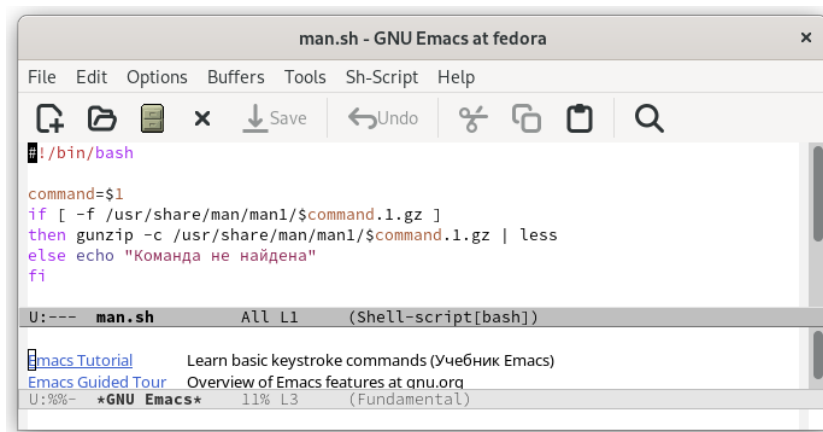 man.sh - GNU Emacs at fedora
File Edit Options Buffers Tools Sh-Script Help
Save Undo
#!/bin/bash
command=$1
if [ -f /usr/share/man/man1/$command.1.gz ]
then gunzip -c /usr/share/man/man1/$command.1.gz | less
else echo "Команда не найдена"
fi
U:--- man.sh All L1 (Shell-script[bash])
Emacs Tutorial Learn basic keystroke commands (Учебник Emacs)
Emacs Guided Tour Overview of Emacs features at gnu.org
U:%%- *GNU Emacs* 11% L3 (Fundamental)